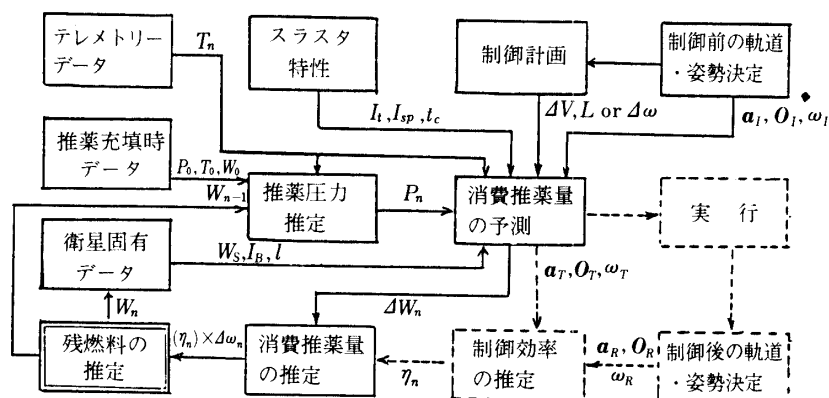 テレメトリー
データ
T_n
スラスタ
特性
制御計画
制御前の軌道
・姿勢決定
I_t, I_sp, t_c
ΔV, L or Δω
a_I, O_I, ω_I
推薬充填時
データ
P_0, T_0, W_0
W_{n-1}
推薬圧力
推定
P_n
消費推薬量
の予測
実 行
衛星固有
データ
W_S, I_B, l
a_T, O_T, ω_T
W_n
ΔW_n
残燃料の
推定
(η_n)×Δω_n
消費推薬量
の推定
η_n
制御効率
の推定
a_R, O_R
ω_R
制御後の軌道
・姿勢決定